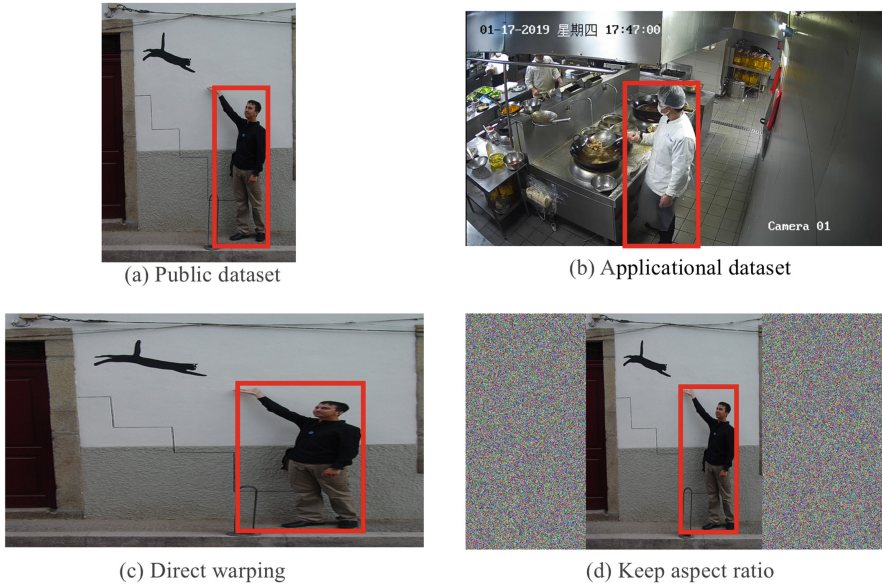 01-17-2019 星期四 17:47:00
Camera 01
(a) Public dataset
(b) Applicational dataset
(c) Direct warping
(d) Keep aspect ratio